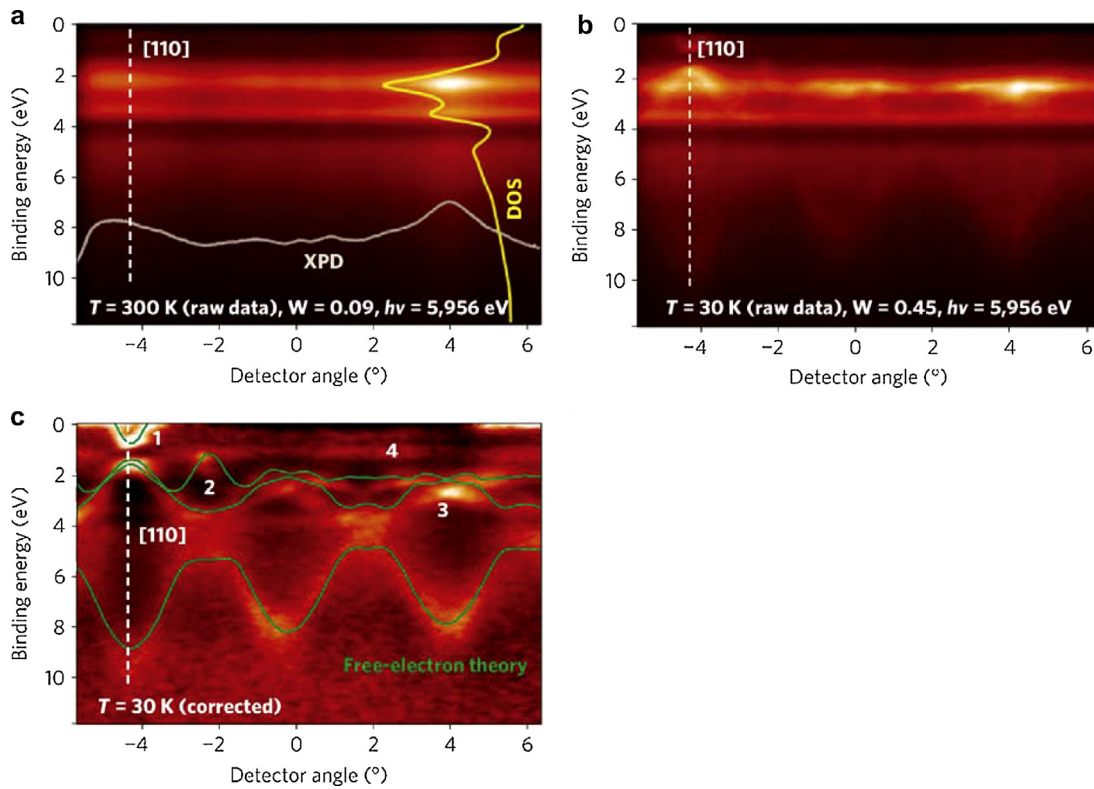 a
0
2
4
6
8
10
Binding energy (eV)
[110]
DOS
XPD
T = 300 K (raw data), W = 0.09, hν = 5,956 eV
−4 −2 0 2 4 6
Detector angle (°)
b
0
2
4
6
8
10
Binding energy (eV)
[110]
T = 30 K (raw data), W = 0.45, hν = 5,956 eV
−4 −2 0 2 4 6
Detector angle (°)
c
0
2
4
6
8
10
Binding energy (eV)
1
4
2
3
[110]
Free-electron theory
T = 30 K (corrected)
−4 −2 0 2 4 6
Detector angle (°)